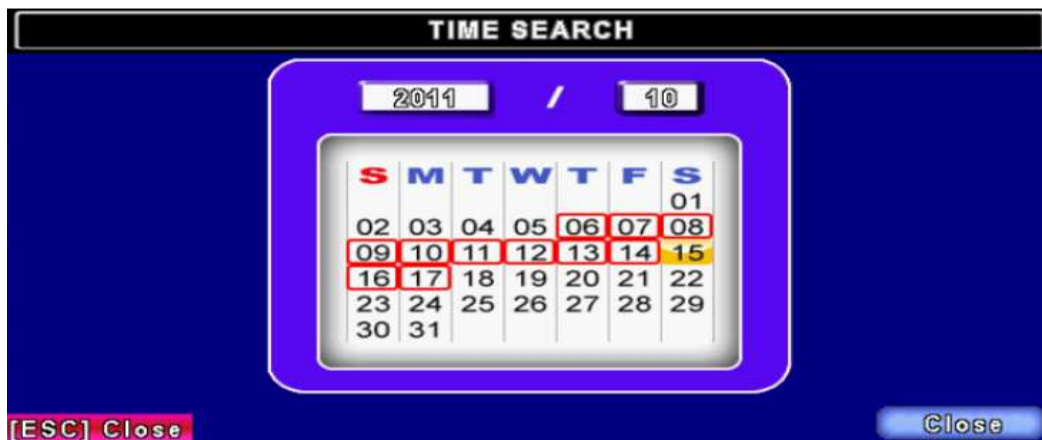 TIME SEARCH
2011 / 10
S M T W T F S
01
02 03 04 05 06 07 08
09 10 11 12 13 14 15
16 17 18 19 20 21 22
23 24 25 26 27 28 29
30 31
[ESC] Close Close